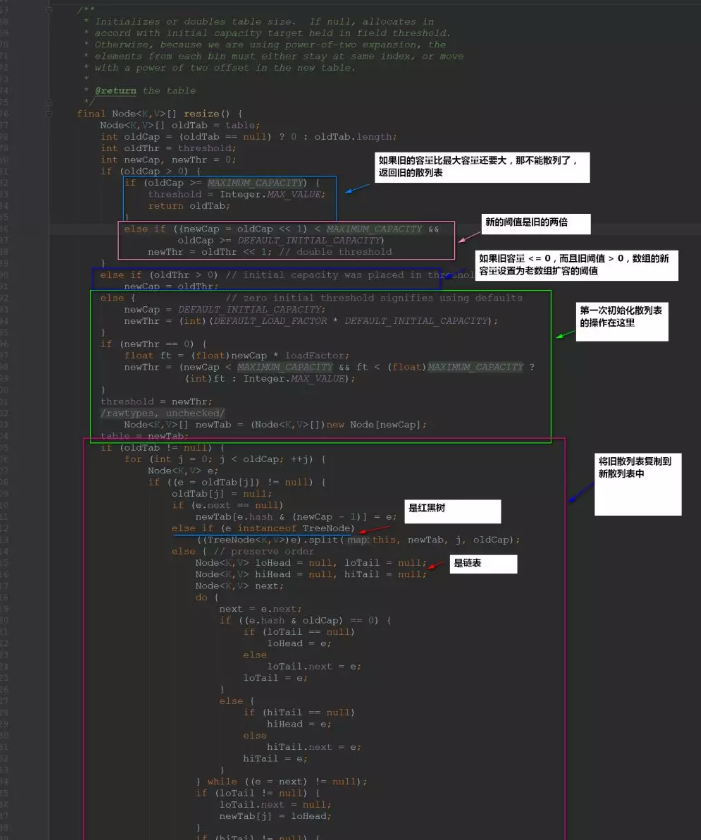 /**
 * Initializes or doubles table size.  If null, allocates in
 * accord with initial capacity target held in field threshold.
 * Otherwise, because we are using power-of-two expansion, the
 * elements from each bin must either stay at same index, or move
 * with a power of two offset in the new table.
 *
 * @return the table
 */
final Node<K,V>[] resize() {
Node<K,V>[] oldTab = table;
int oldCap = (oldTab == null) ? 0 : oldTab.length;
int oldThr = threshold;
int newCap, newThr = 0;
if (oldCap > 0) {
如果旧的容量比最大容量还要大，那不能散列了，
返回旧的散列表
if (oldCap >= MAXIMUM_CAPACITY) {
threshold = Integer.MAX_VALUE;
return oldTab;
}
新的阈值是旧的两倍
else if ((newCap = oldCap << 1) < MAXIMUM_CAPACITY &&
oldCap >= DEFAULT_INITIAL_CAPACITY)
newThr = oldThr << 1; // double threshold
}
如果旧容量 <= 0，而且旧阈值 > 0，数组的新
容量设置为老数组扩容的阈值
else if (oldThr > 0) // initial capacity was placed in
newCap = oldThr;
else {               // zero initial threshold signifies using defaults
newCap = DEFAULT_INITIAL_CAPACITY;
newThr = (int)(DEFAULT_LOAD_FACTOR * DEFAULT_INITIAL_CAPACITY);
}
第一次初始化散列表
的操作在这里
if (newThr == 0) {
float ft = (float)newCap * loadFactor;
newThr = (newCap < MAXIMUM_CAPACITY && ft < (float)MAXIMUM_CAPACITY ?
(int)ft : Integer.MAX_VALUE);
}
threshold = newThr;
/rawtypes, unchecked/
Node<K,V>[] newTab = (Node<K,V>[])new Node[newCap];
table = newTab;
if (oldTab != null) {
for (int j = 0; j < oldCap; ++j) {
将旧散列表复制到
新散列表中
Node<K,V> e;
if ((e = oldTab[j]) != null) {
oldTab[j] = null;
if (e.next == null)
newTab[e.hash & (newCap - 1)] = e;
是红黑树
else if (e instanceof TreeNode)
((TreeNode<K,V>)e).split( map: this, newTab, j, oldCap);
else { // preserve order
Node<K,V> loHead = null, loTail = null;
是链表
Node<K,V> hiHead = null, hiTail = null;
Node<K,V> next;
do {
next = e.next;
if ((e.hash & oldCap) == 0) {
if (loTail == null)
loHead = e;
else
loTail.next = e;
loTail = e;
}
else {
if (hiTail == null)
hiHead = e;
else
hiTail.next = e;
hiTail = e;
}
} while ((e = next) != null);
if (loTail != null) {
loTail.next = null;
newTab[j] = loHead;
}
if (hiTail != null) {